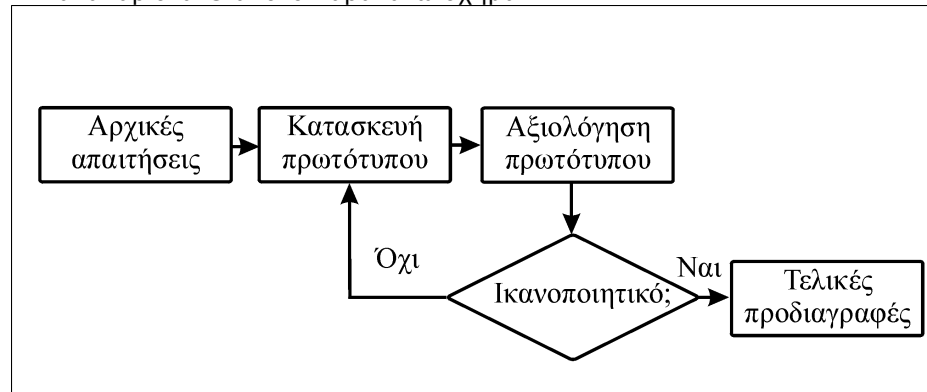 Αρχικές
απαιτήσεις
Κατασκευή
πρωτότυπου
Αξιολόγηση
πρωτότυπου
Όχι
Ικανοποιητικό;
Ναι
Τελικές
προδιαγραφές